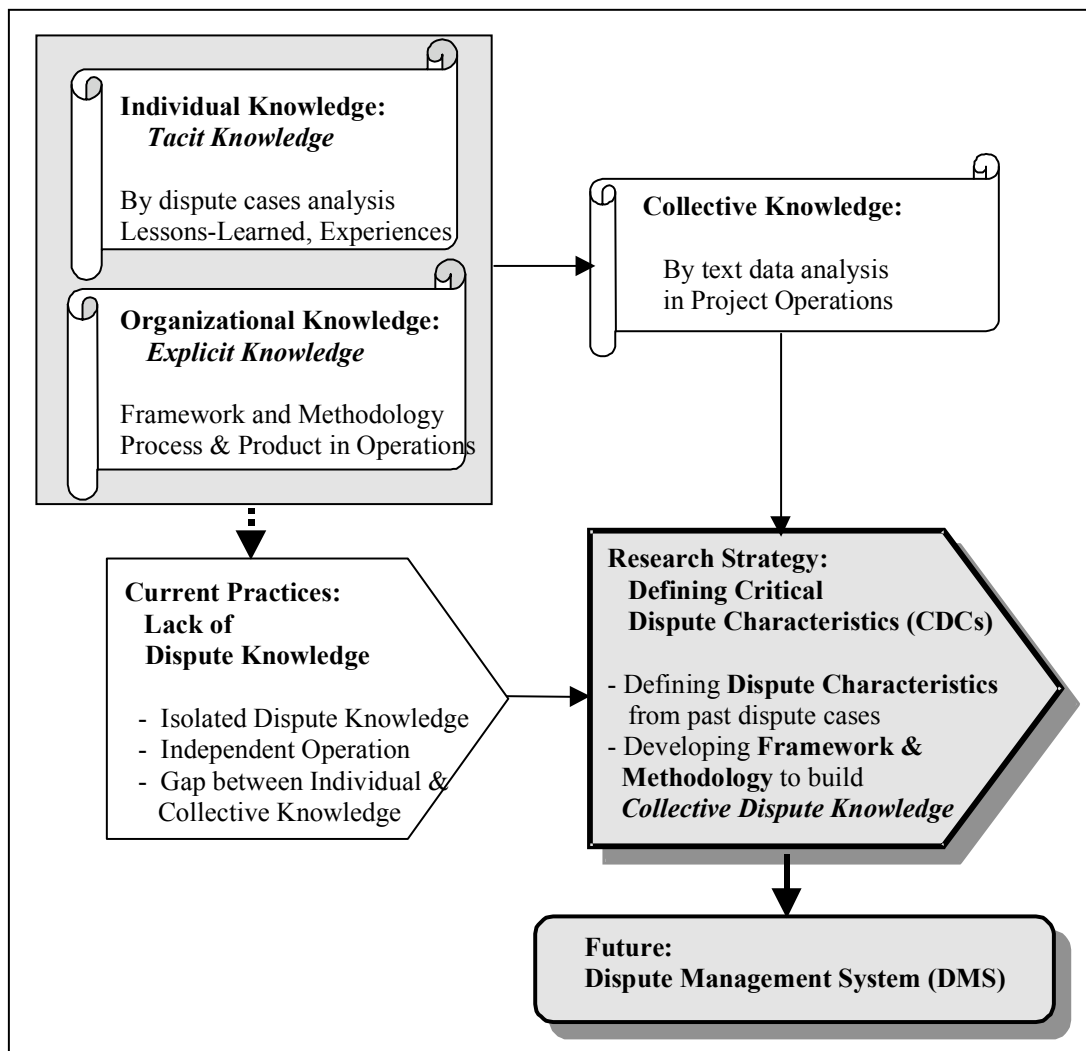 Individual Knowledge:
Tacit Knowledge
By dispute cases analysis
Lessons-Learned, Experiences
Organizational Knowledge:
Explicit Knowledge
Framework and Methodology
Process & Product in Operations
Collective Knowledge:
By text data analysis
in Project Operations
Current Practices:
Lack of
Dispute Knowledge
- Isolated Dispute Knowledge
- Independent Operation
- Gap between Individual &
Collective Knowledge
Research Strategy:
Defining Critical
Dispute Characteristics (CDCs)
- Defining Dispute Characteristics
from past dispute cases
- Developing Framework &
Methodology to build
Collective Dispute Knowledge
Future:
Dispute Management System (DMS)